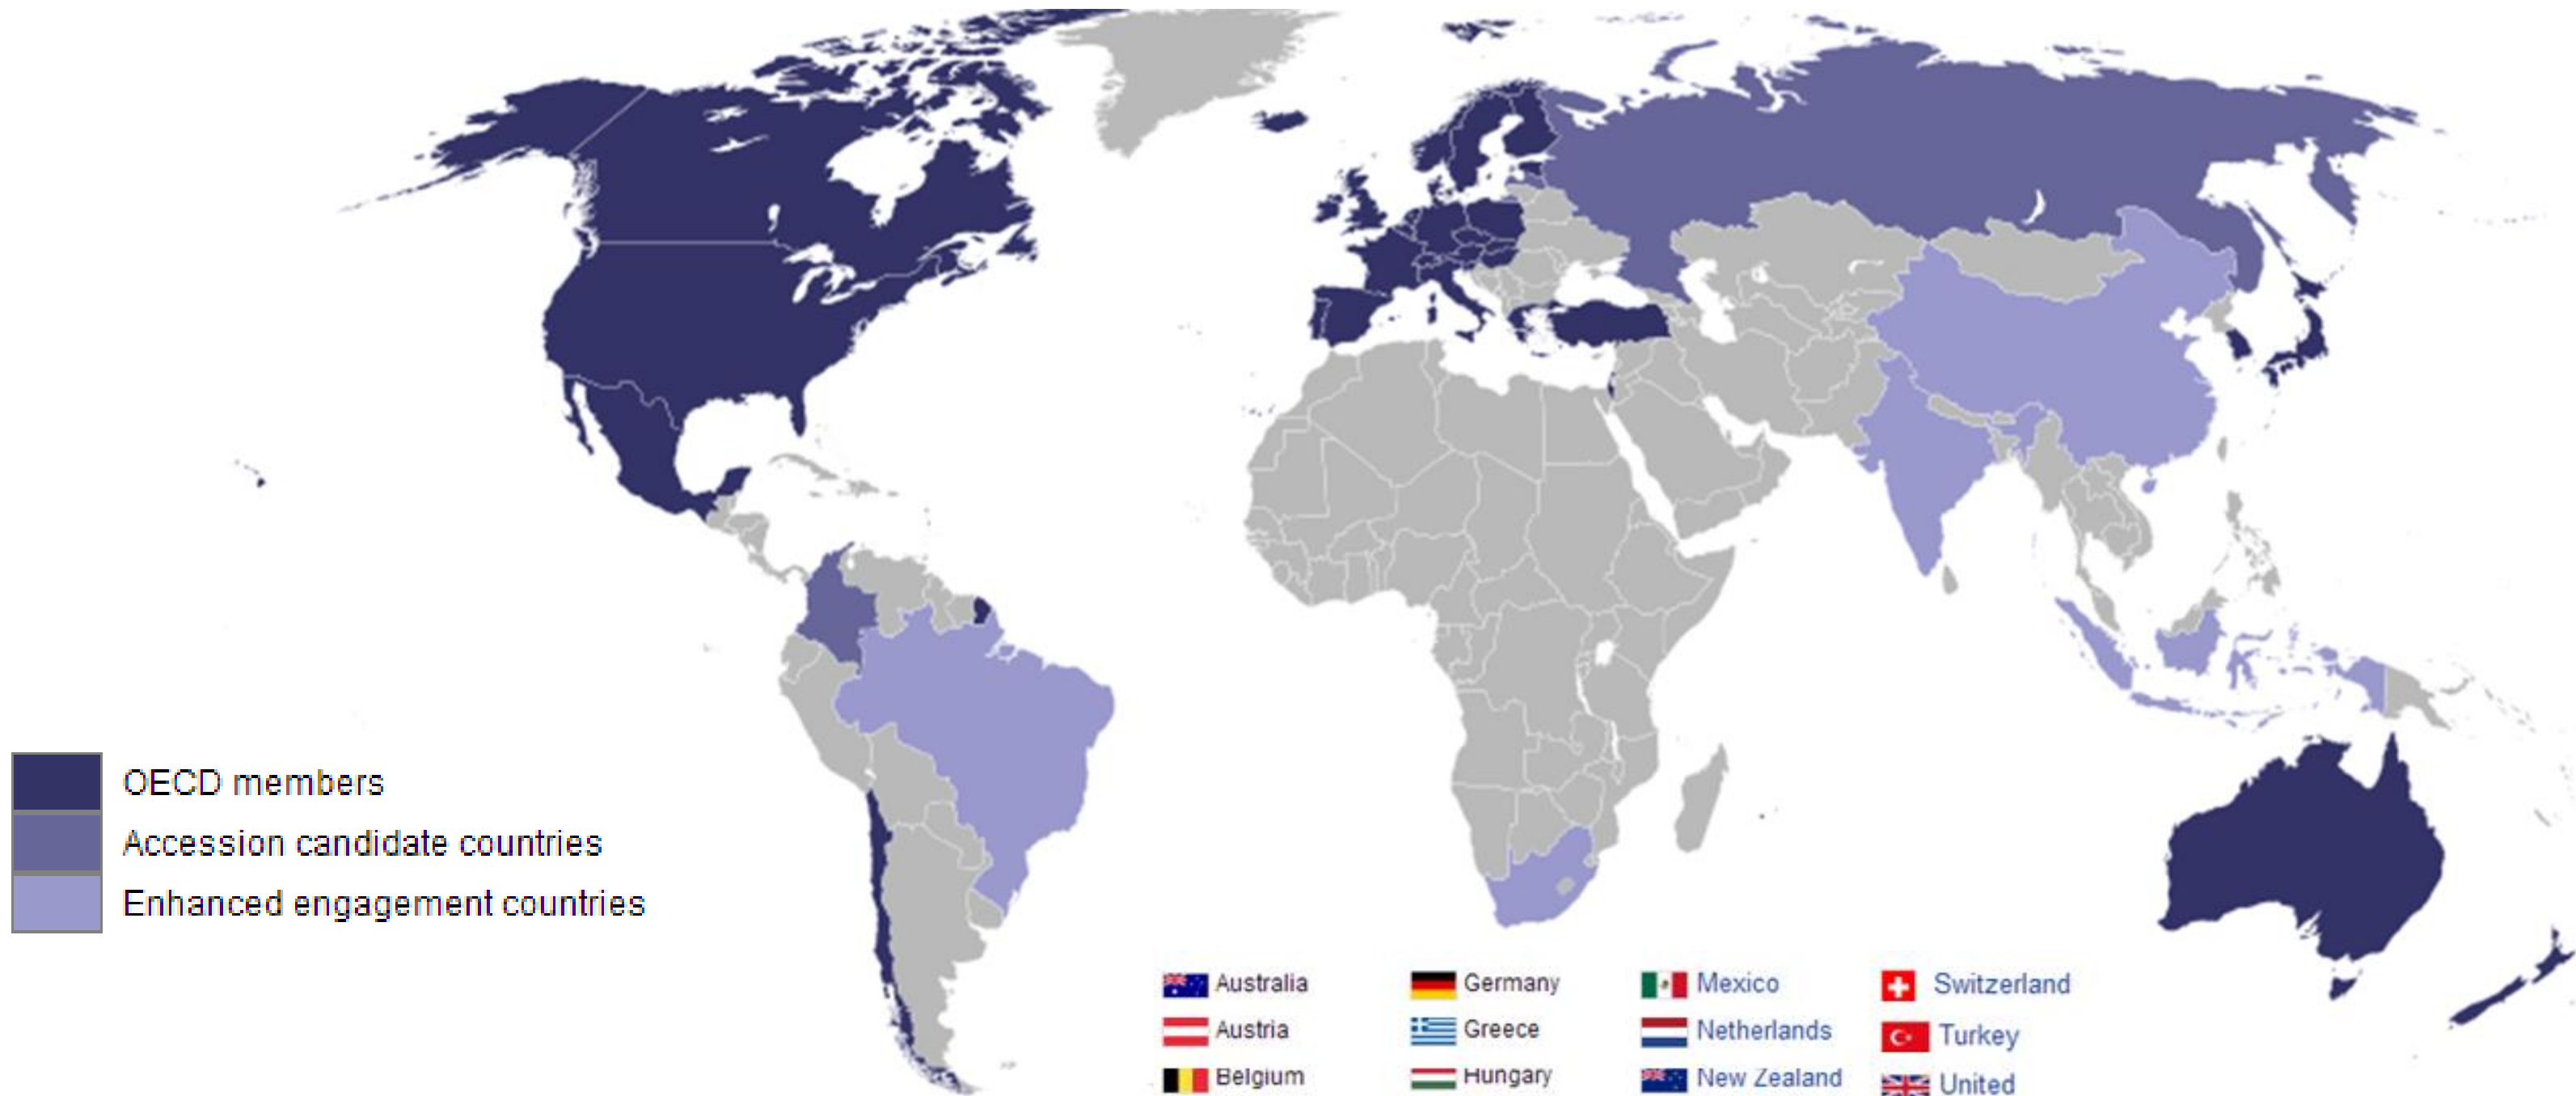 OECD members
Accession candidate countries
Enhanced engagement countries
Australia
Germany
Mexico
Switzerland
Austria
Greece
Netherlands
Turkey
Belgium
Hungary
New Zealand
United